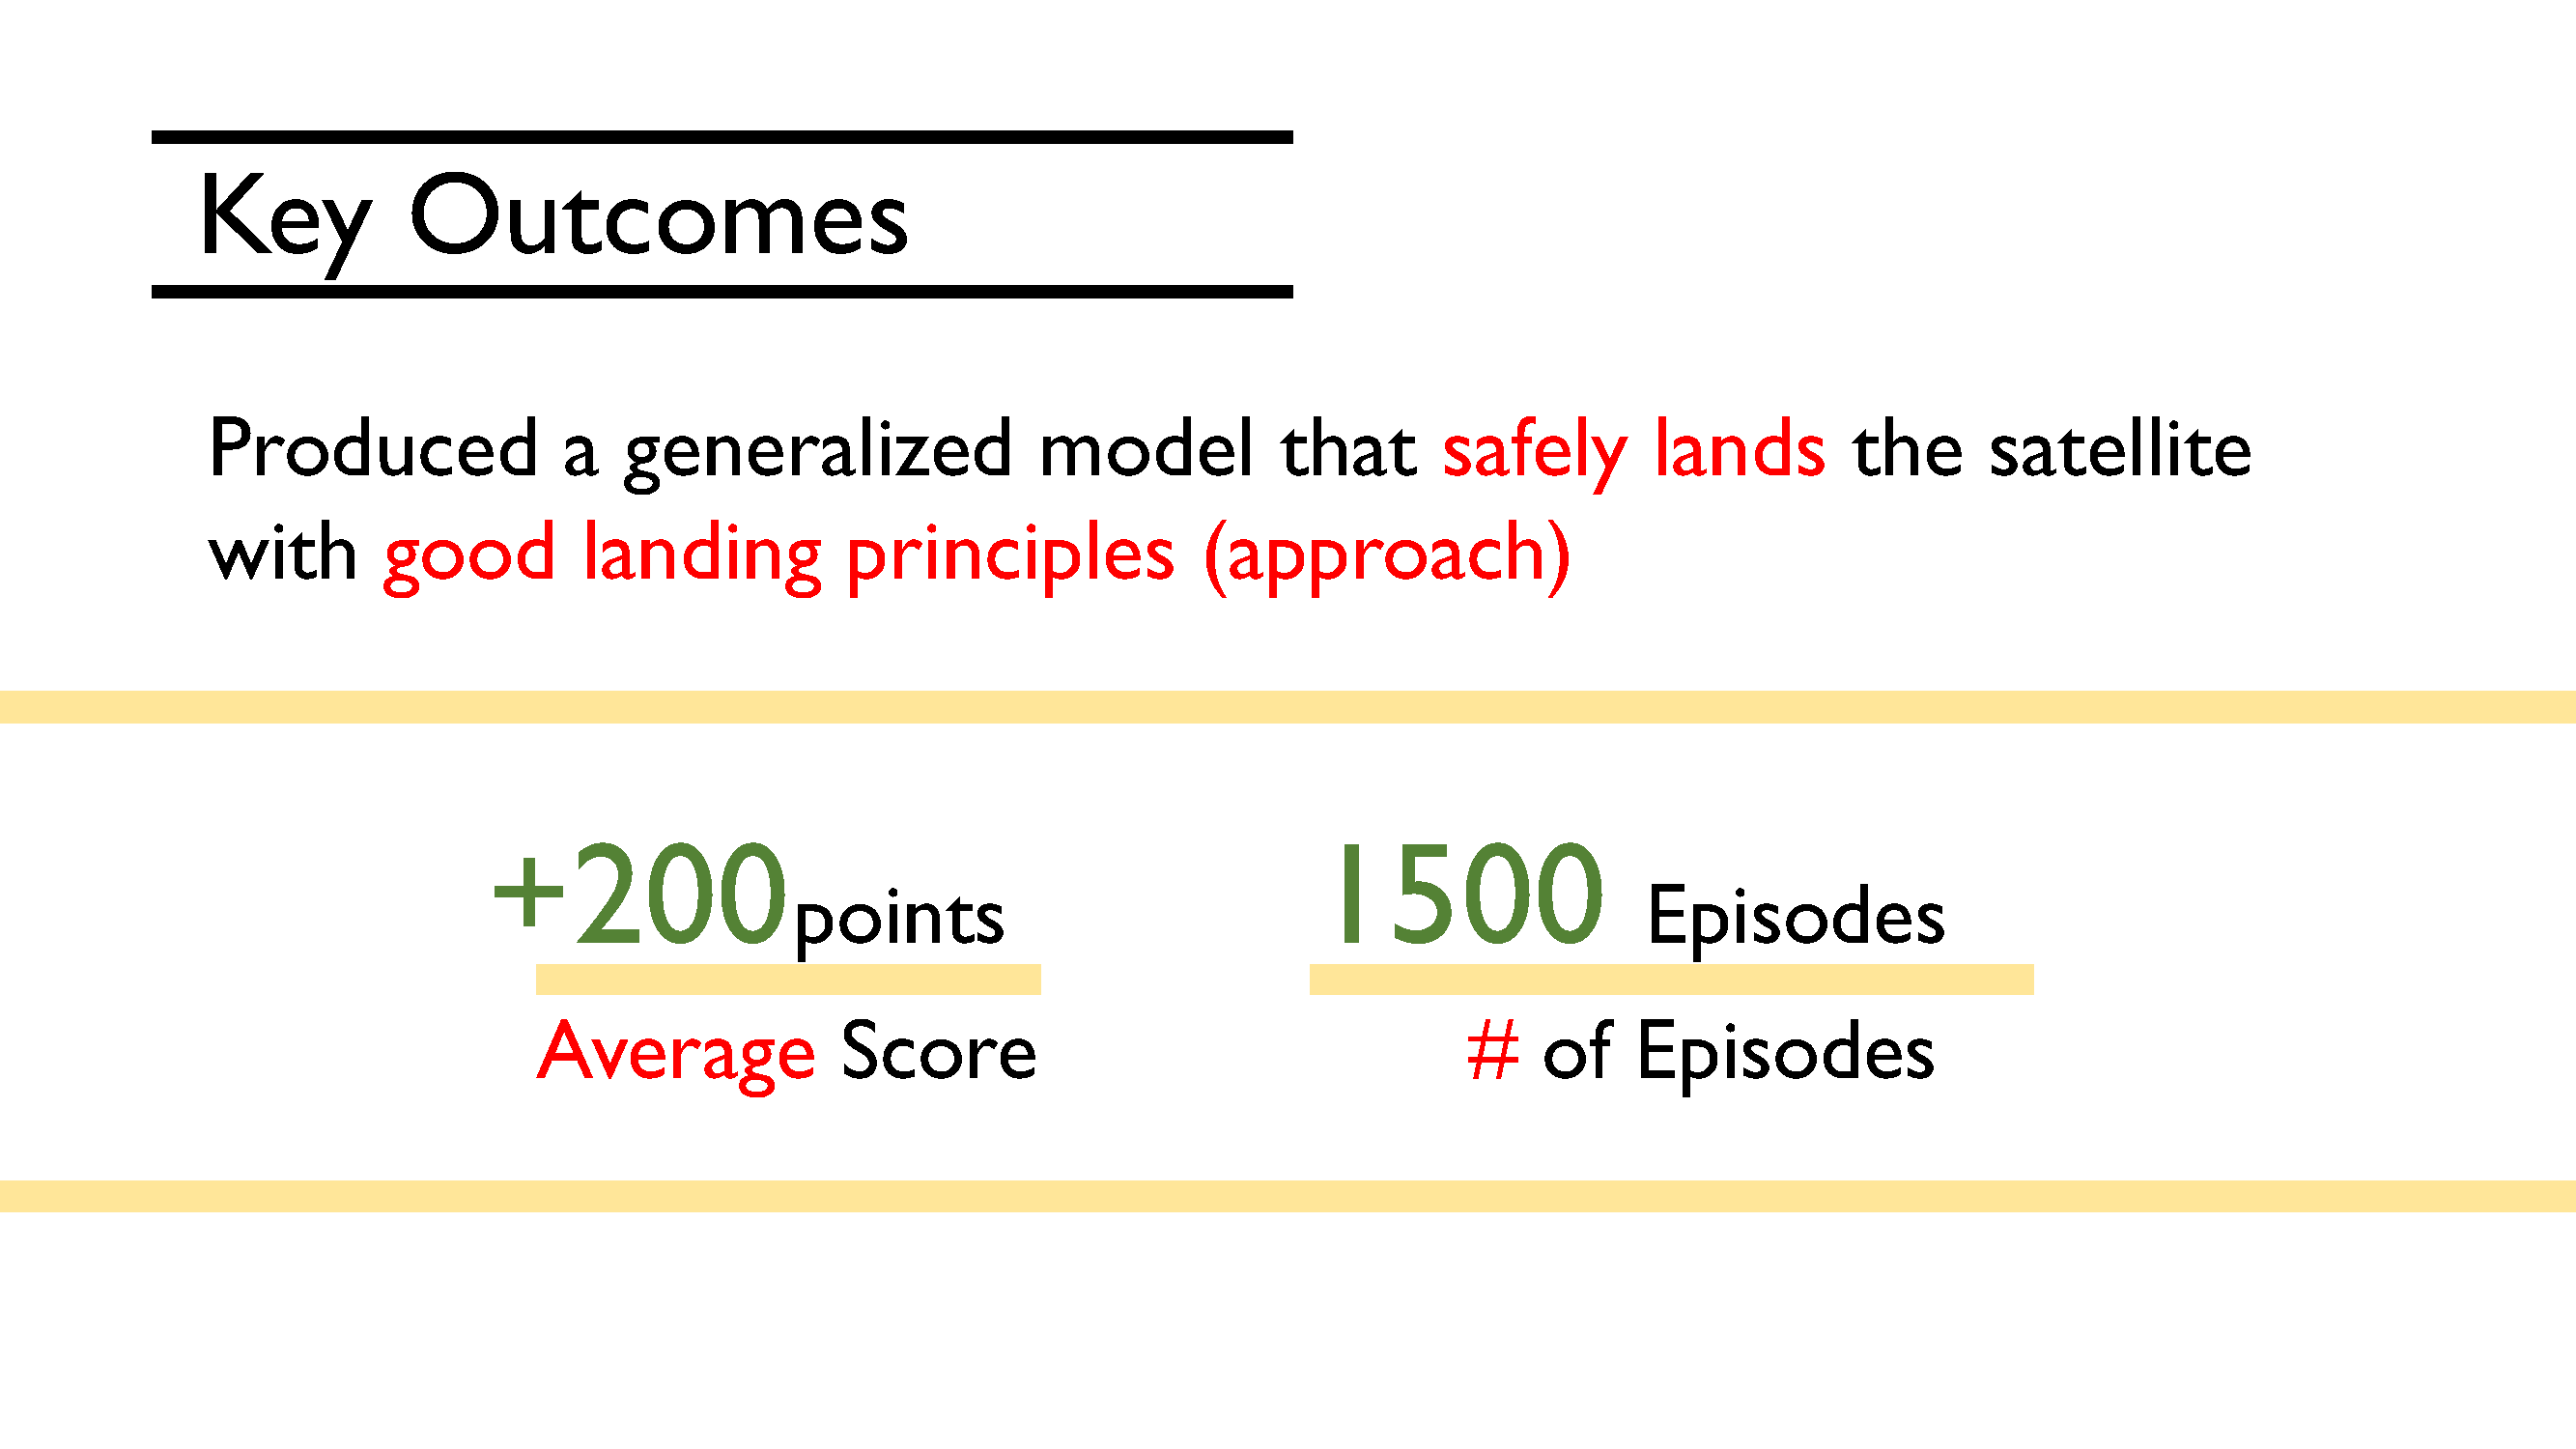 Key Outcomes
Produced a generalized model that safely lands the satellite
with good landing principles (approach)
+200points
1500 Episodes
Average Score
# of Episodes